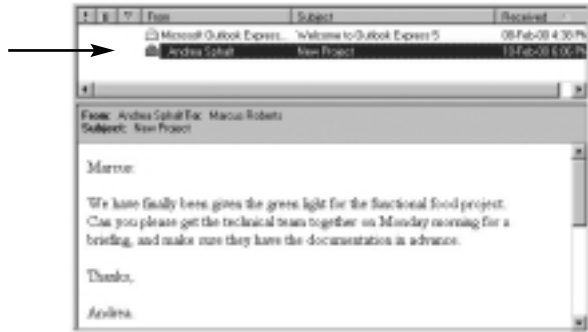 ! From Subject Received
Microsoft Outlook Express... Welcome to Outlook Express 5 08-Feb-00 4:30 PM
Andrea Sphalt New Project 10-Feb-00 6:00 PM
From: Andrea Sphalt To: Marcus Roberts
Subject: New Project
Marcus:
We have finally been given the green light for the functional food project.
Can you please get the technical team together on Monday morning for a
briefing, and make sure they have the documentation in advance.
Thanks,
Andrea.